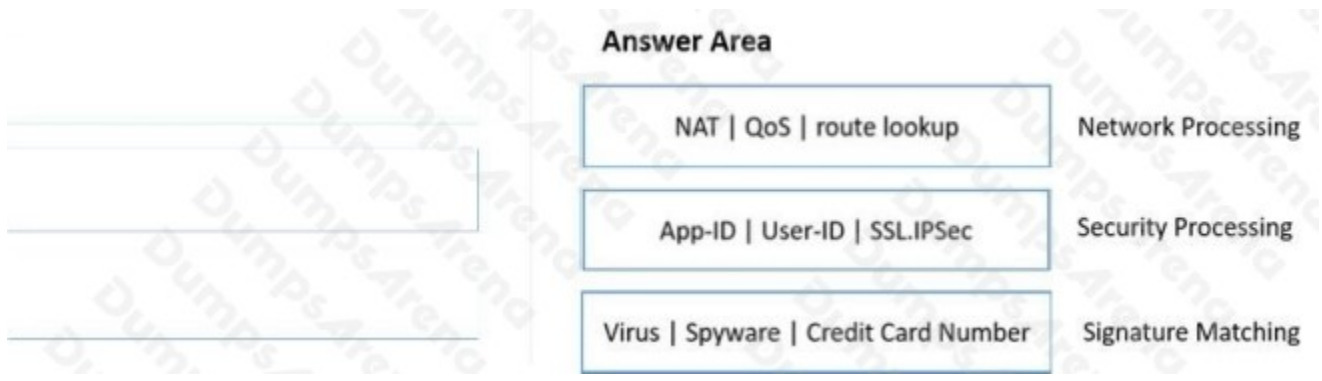 Answer Area
NAT | QoS | route lookup
Network Processing
App-ID | User-ID | SSL.IPSec
Security Processing
Virus | Spyware | Credit Card Number
Signature Matching
DumpsArena